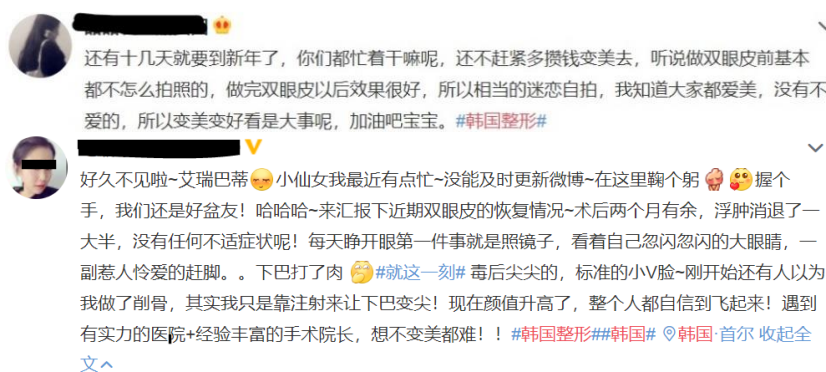 还有十几天就要到新年了，你们都忙着干嘛呢，还不赶紧多攒钱变美去，听说做双眼皮前基本
都不怎么拍照的，做完双眼皮以后效果很好，所以相当的迷恋自拍，我知道大家都爱美，没有不
爱的，所以变美变好看是大事呢，加油吧宝宝。#韩国整形#
好久不见啦~艾瑞巴蒂小仙女我最近有点忙~没能及时更新微博~在这里鞠个躬握个
手，我们还是好盆友！哈哈哈~来汇报下近期双眼皮的恢复情况~术后两个月有余，浮肿消退了一
大半，没有任何不适症状呢！每天睁开眼第一件事就是照镜子，看着自己忽闪忽闪的大眼睛，一
副惹人怜爱的赶脚。。下巴打了肉#就这一刻# 毒后尖尖的，标准的小V脸~刚开始还有人以为
我做了削骨，其实我只是靠注射来让下巴变尖！现在颜值升高了，整个人都自信到飞起来！遇到
有实力的医院+经验丰富的手术院长，想不变美都难！！#韩国整形##韩国# 韩国·首尔 收起全
文